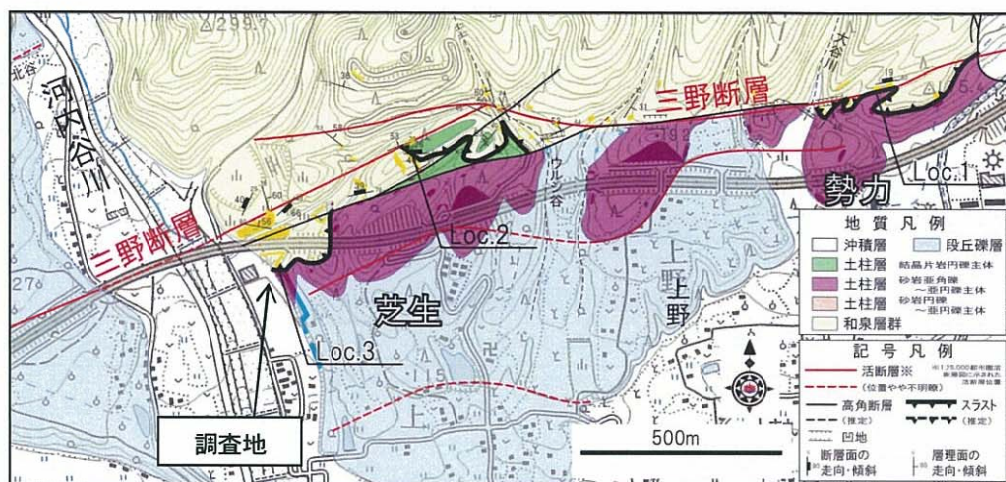 299.
北谷
河内谷川
三野断層
三野断層
大谷川
ウルシ谷
勢力
Loc.1
Loc.2
Loc.3
芝生
上野
調査地
500m
地質凡例
沖積層
段丘礫層
土柱層 結晶片岩円礫主体
土柱層 砂岩亜角礫~亜円礫主体
土柱層 砂岩円礫~亜円礫主体
和泉層群
記号凡例
活断層※
(位置やや不明瞭)
高角断層
(推定)
スラスト
(推定)
凹地
断層面の走向・傾斜
層理面の走向・傾斜